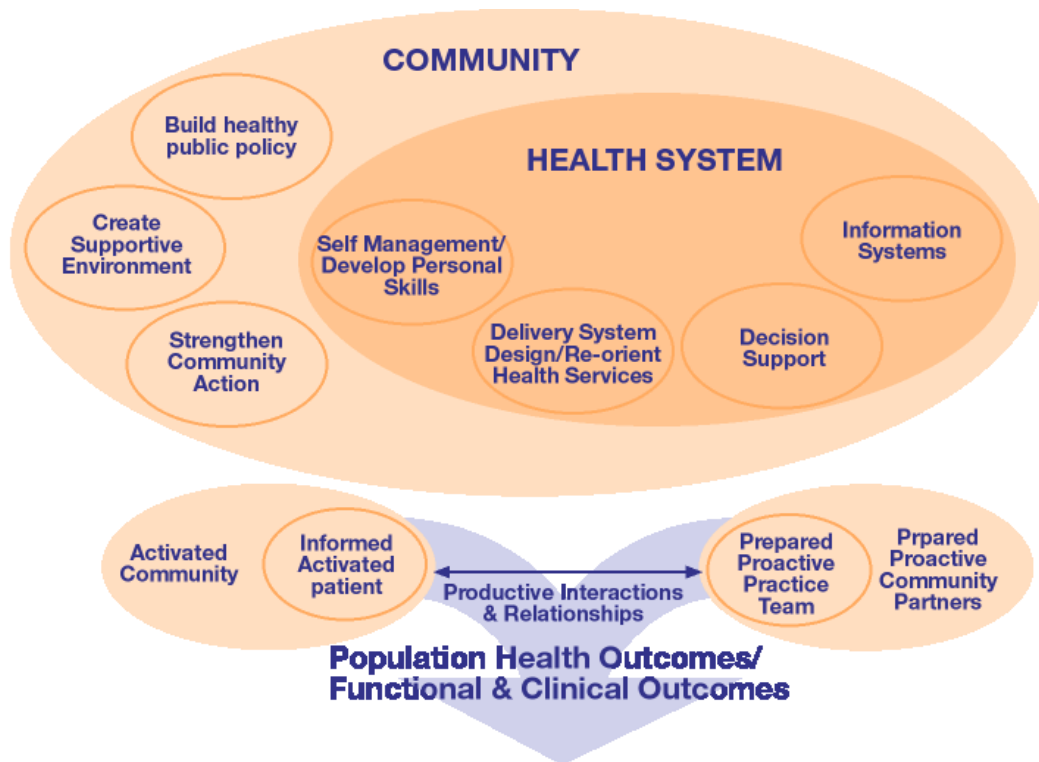 COMMUNITY
Build healthy
public policy
HEALTH SYSTEM
Create
Supportive
Environment
Self Management/
Develop Personal
Skills
Information
Systems
Strengthen
Community
Action
Delivery System
Design/Re-orient
Health Services
Decision
Support
Activated
Community
Informed
Activated
patient
Productive Interactions
& Relationships
Prepared
Proactive
Practice
Team
Prpared
Proactive
Community
Partners
Population Health Outcomes/
Functional & Clinical Outcomes